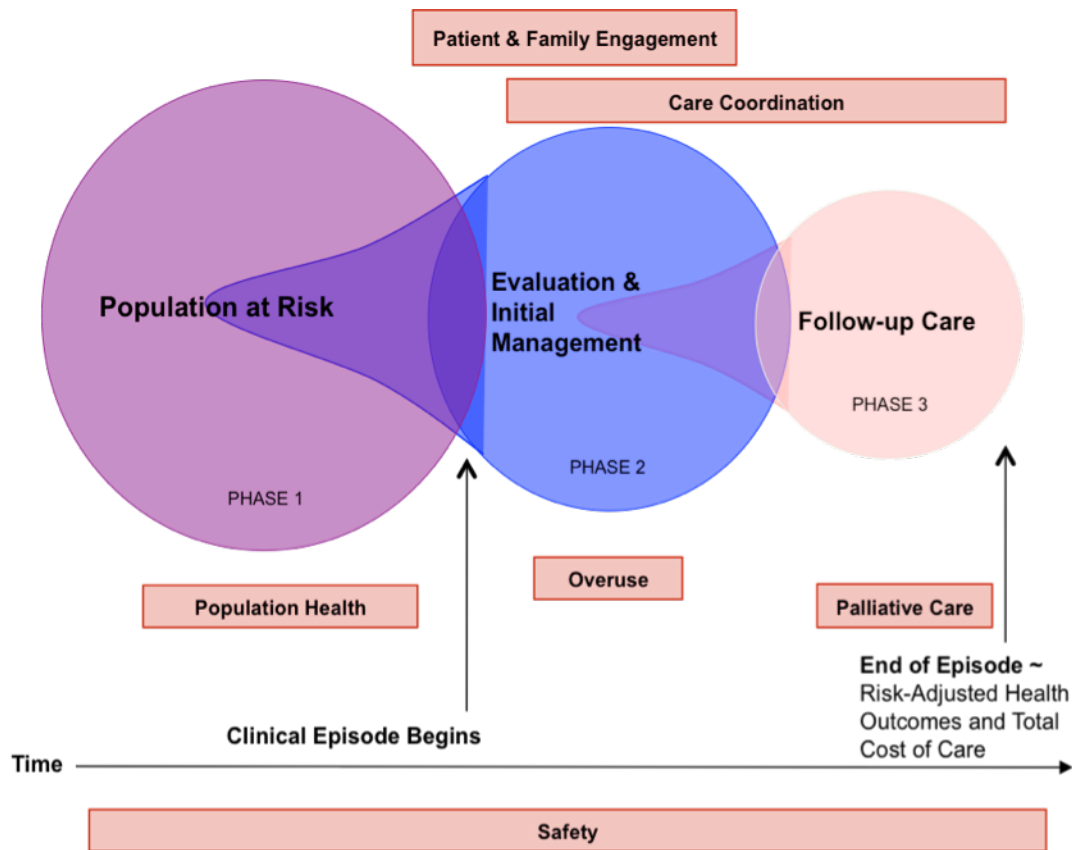 Patient & Family Engagement
Care Coordination
Population at Risk
Evaluation &
Initial
Management
Follow-up Care
PHASE 1
PHASE 2
PHASE 3
Population Health
Overuse
Palliative Care
Clinical Episode Begins
End of Episode ~
Risk-Adjusted Health
Outcomes and Total
Cost of Care
Time
Safety